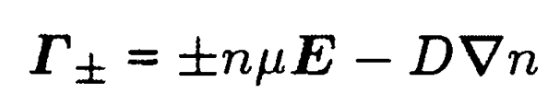 Γ± = ±nμE − D∇n